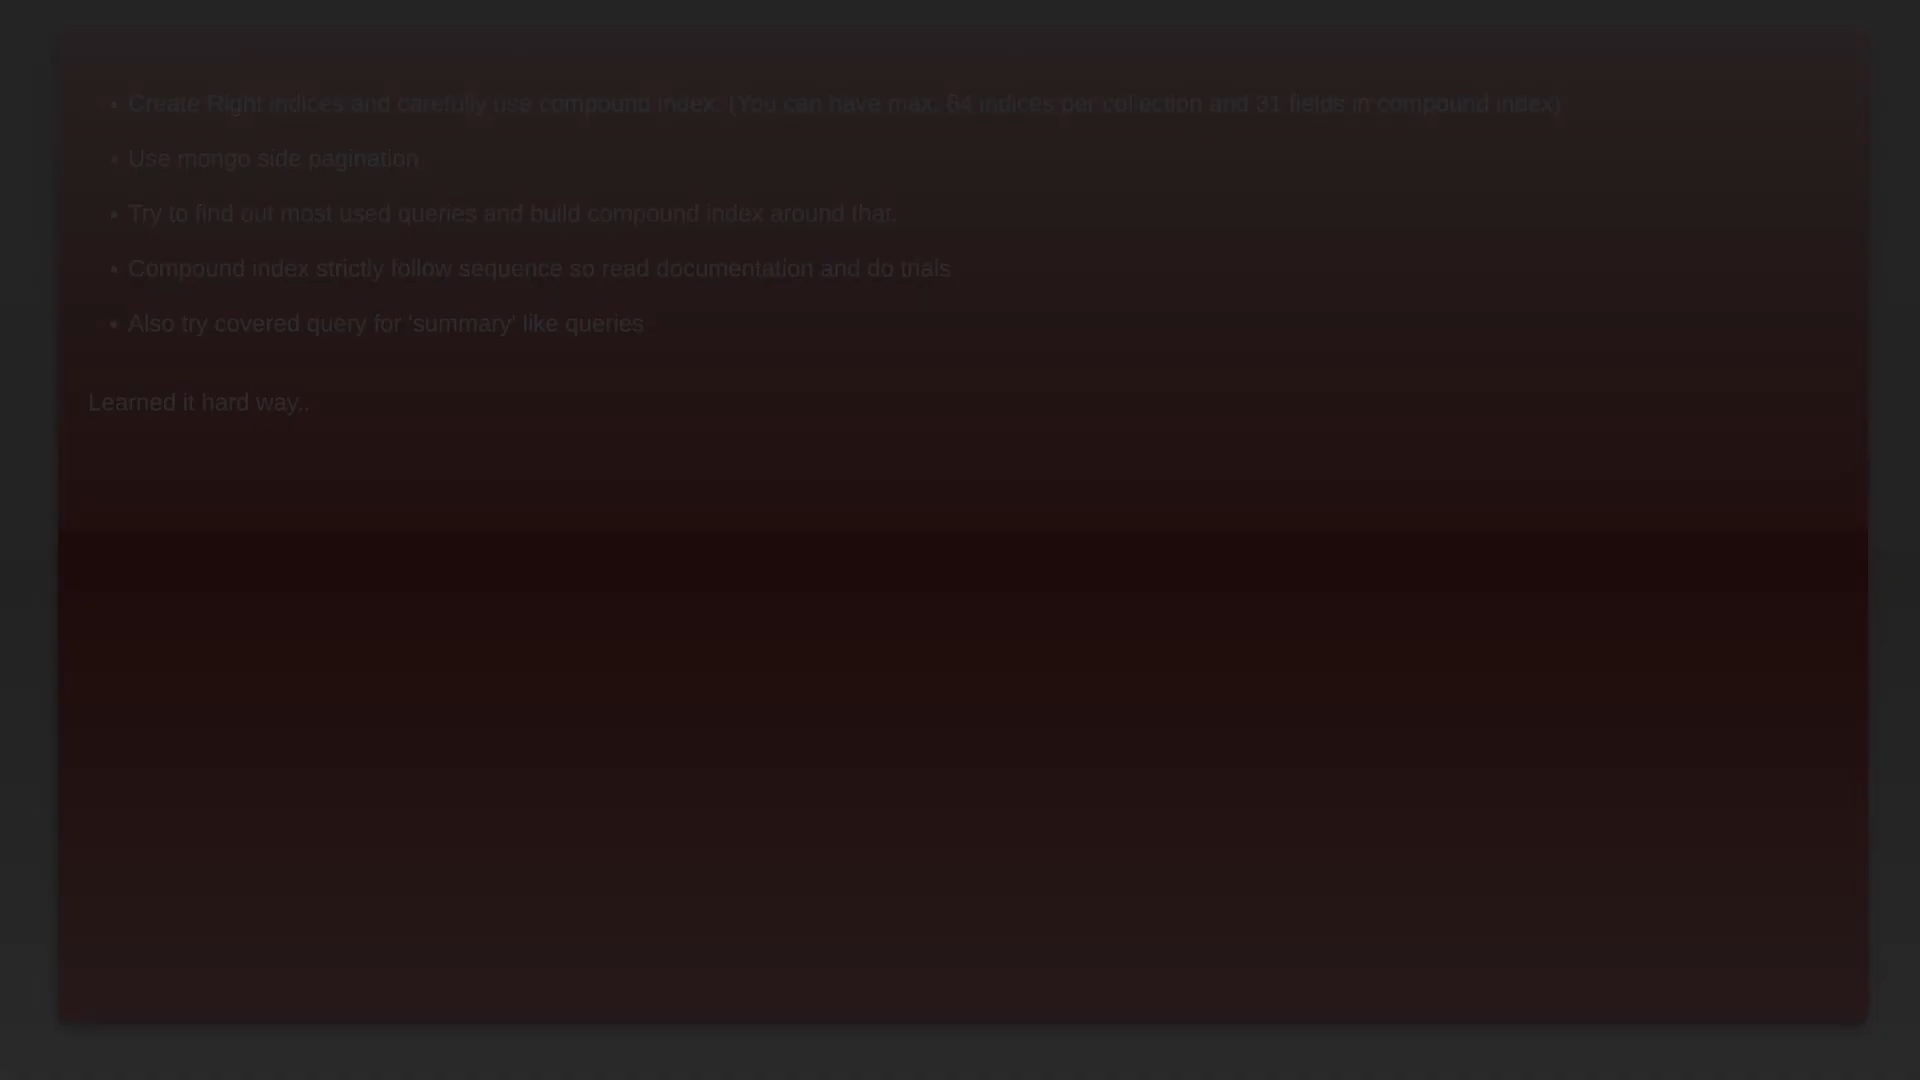 • Create Right indices and carefully use compound index. (You can have max. 64 indices per collection and 31 fields in compound index)
• Use mongo side pagination
• Try to find out most used queries and build compound index around that.
• Compound index strictly follow sequence so read documentation and do trials
• Also try covered query for 'summary' like queries
Learned it hard way..